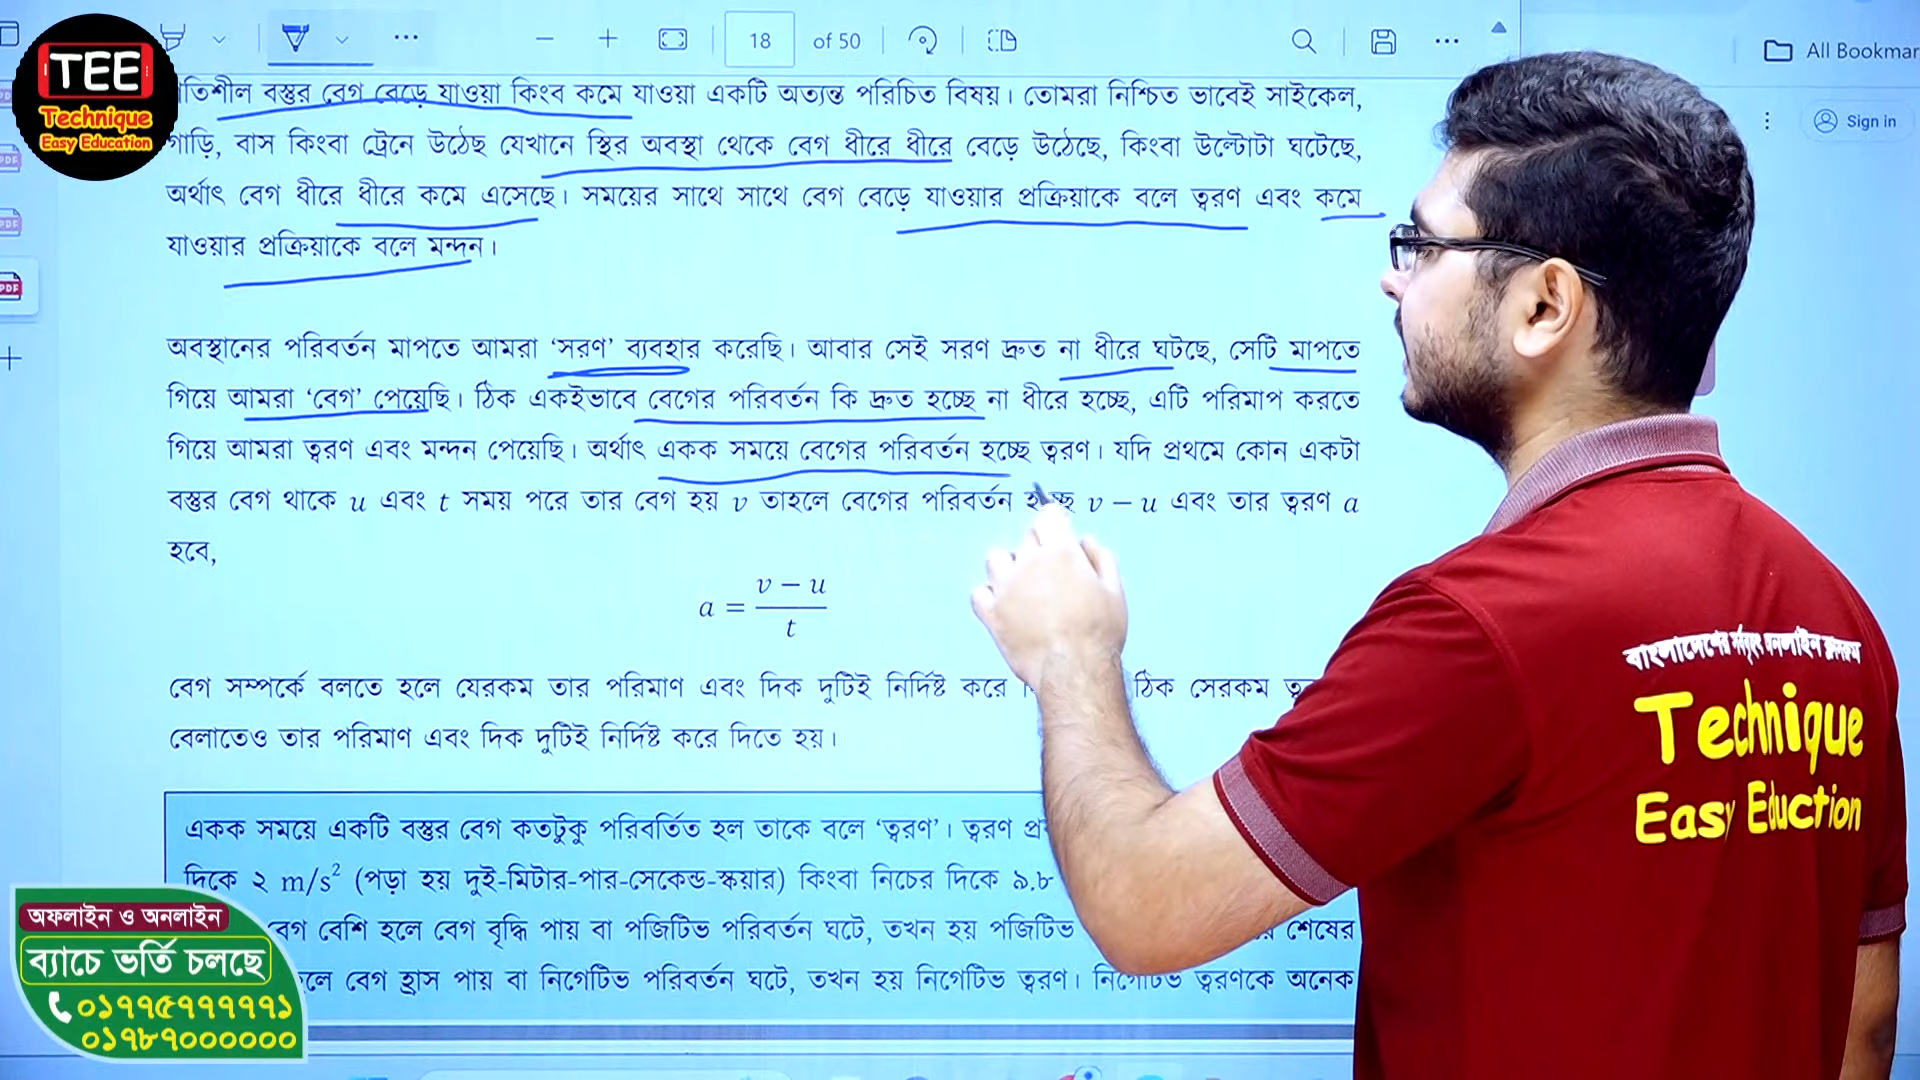 TEE
Technique
Easy Education
18 of 50
All Bookmar
Sign in
তিশীল বস্তুর বেগ বেড়ে যাওয়া কিংব কমে যাওয়া একটি অত্যন্ত পরিচিত বিষয়। তোমরা নিশ্চিত ভাবেই সাইকেল,
গাড়ি, বাস কিংবা ট্রেনে উঠেছ যেখানে স্থির অবস্থা থেকে বেগ ধীরে ধীরে বেড়ে উঠেছে, কিংবা উল্টোটা ঘটেছে,
অর্থাৎ বেগ ধীরে ধীরে কমে এসেছে। সময়ের সাথে সাথে বেগ বেড়ে যাওয়ার প্রক্রিয়াকে বলে ত্বরণ এবং কমে
যাওয়ার প্রক্রিয়াকে বলে মন্দন।
অবস্থানের পরিবর্তন মাপতে আমরা ‘সরণ’ ব্যবহার করেছি। আবার সেই সরণ দ্রুত না ধীরে ঘটছে, সেটি মাপতে
গিয়ে আমরা ‘বেগ’ পেয়েছি। ঠিক একইভাবে বেগের পরিবর্তন কি দ্রুত হচ্ছে না ধীরে হচ্ছে, এটি পরিমাপ করতে
গিয়ে আমরা ত্বরণ এবং মন্দন পেয়েছি। অর্থাৎ একক সময়ে বেগের পরিবর্তন হচ্ছে ত্বরণ। যদি প্রথমে কোন একটা
বস্তুর বেগ থাকে u এবং t সময় পরে তার বেগ হয় v তাহলে বেগের পরিবর্তন হচ্ছে v – u এবং তার ত্বরণ a
হবে,
a = (v – u)/t
বেগ সম্পর্কে বলতে হলে যেরকম তার পরিমাণ এবং দিক দুটিই নির্দিষ্ট করে ঠিক সেরকম
বেলাতেও তার পরিমাণ এবং দিক দুটিই নির্দিষ্ট করে দিতে হয়।
একক সময়ে একটি বস্তুর বেগ কতটুকু পরিবর্তিত হল তাকে বলে ‘ত্বরণ’। ত্বরণ
দিকে ২ m/s² (পড়া হয় দুই-মিটার-পার-সেকেন্ড-স্কয়ার) কিংবা নিচের দিকে ৯.৮
বেগ বেশি হলে বেগ বৃদ্ধি পায় বা পজিটিভ পরিবর্তন ঘটে, তখন হয় পজিটিভ শেষের
হলে বেগ হ্রাস পায় বা নিগেটিভ পরিবর্তন ঘটে, তখন হয় নিগেটিভ ত্বরণ। নিগেটিভ ত্বরণকে অনেক
বাংলাদেশের সর্ববৃহৎ অনলাইন ক্লাসরুম
Technique
Easy Eduction
অফলাইন ও অনলাইন
ব্যাচে ভর্তি চলছে
০১৭৭৫৭৭৭৭৭১
০১৭৮৭০০০০০০